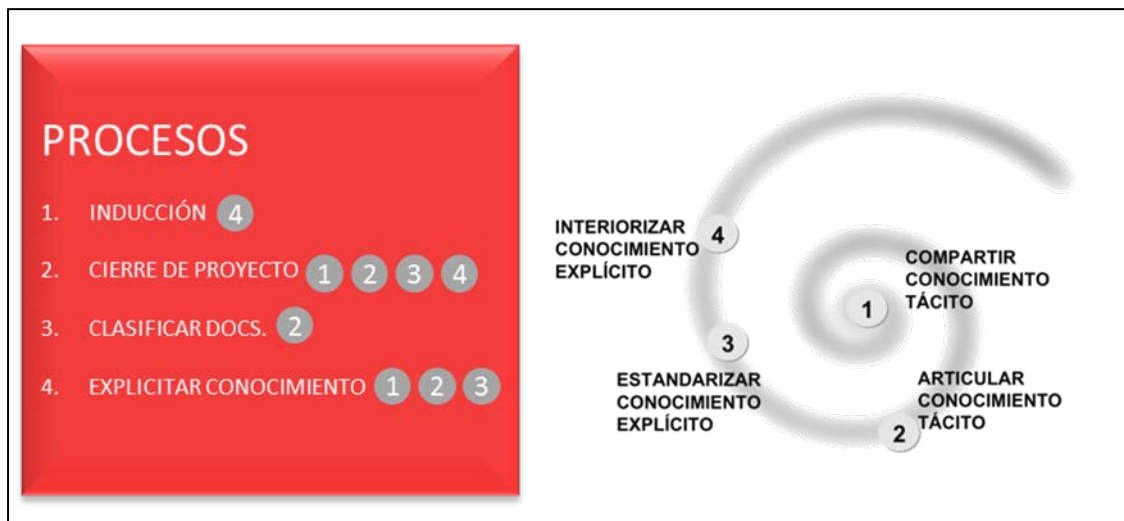 PROCESOS
1. INDUCCIÓN 4
2. CIERRE DE PROYECTO 1 2 3 4
3. CLASIFICAR DOCS. 2
4. EXPLICITAR CONOCIMIENTO 1 2 3
INTERIORIZAR
CONOCIMIENTO
EXPLÍCITO
4
COMPARTIR
CONOCIMIENTO
TÁCITO
1
3
ESTANDARIZAR
CONOCIMIENTO
EXPLÍCITO
ARTICULAR
CONOCIMIENTO
TÁCITO
2